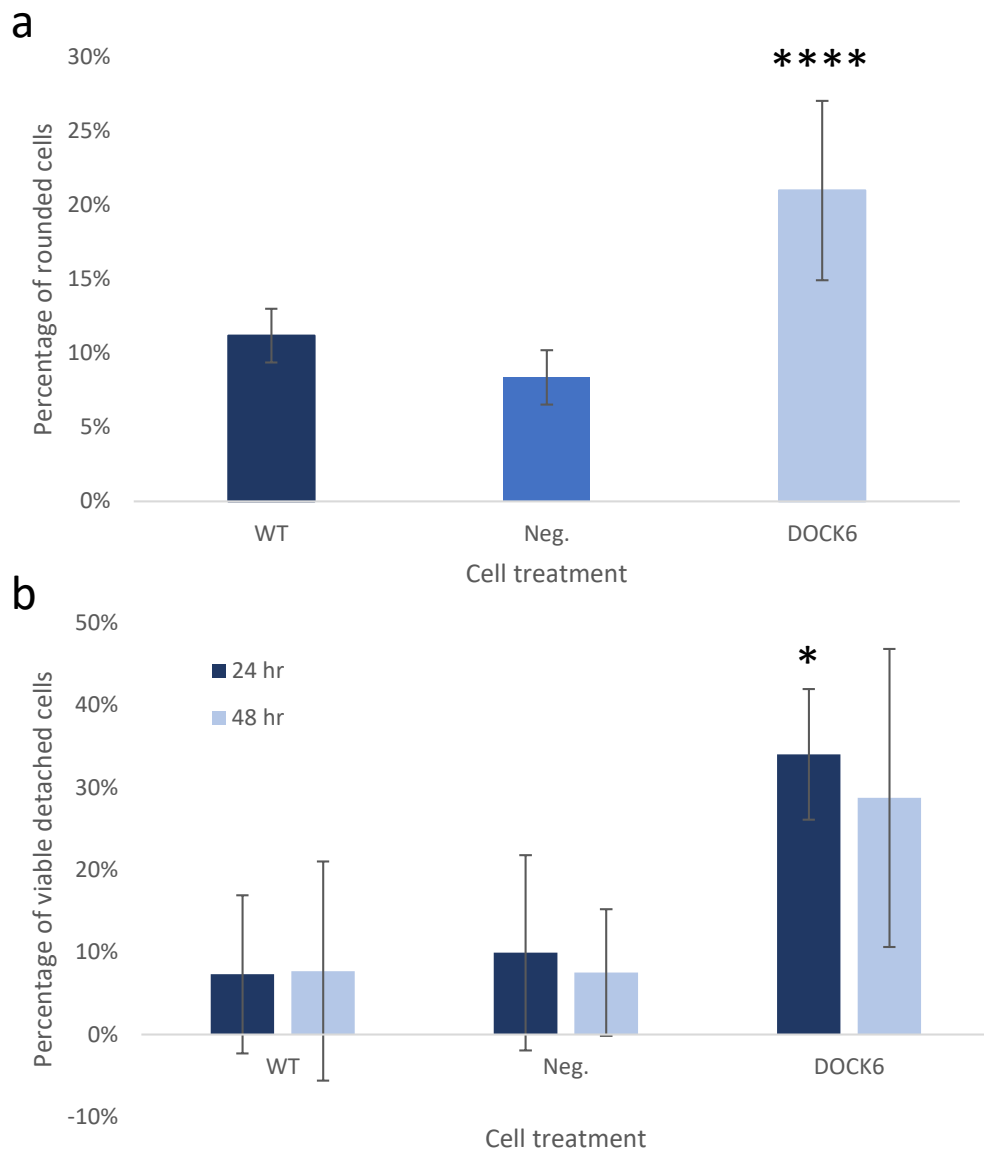 a
30%
****
25%
20%
15%
10%
5%
0%
Percentage of rounded cells
WT Neg. DOCK6
Cell treatment
b
50%
*
24 hr
40%
48 hr
30%
20%
10%
0%
-10%
Percentage of viable detached cells
WT Neg. DOCK6
Cell treatment